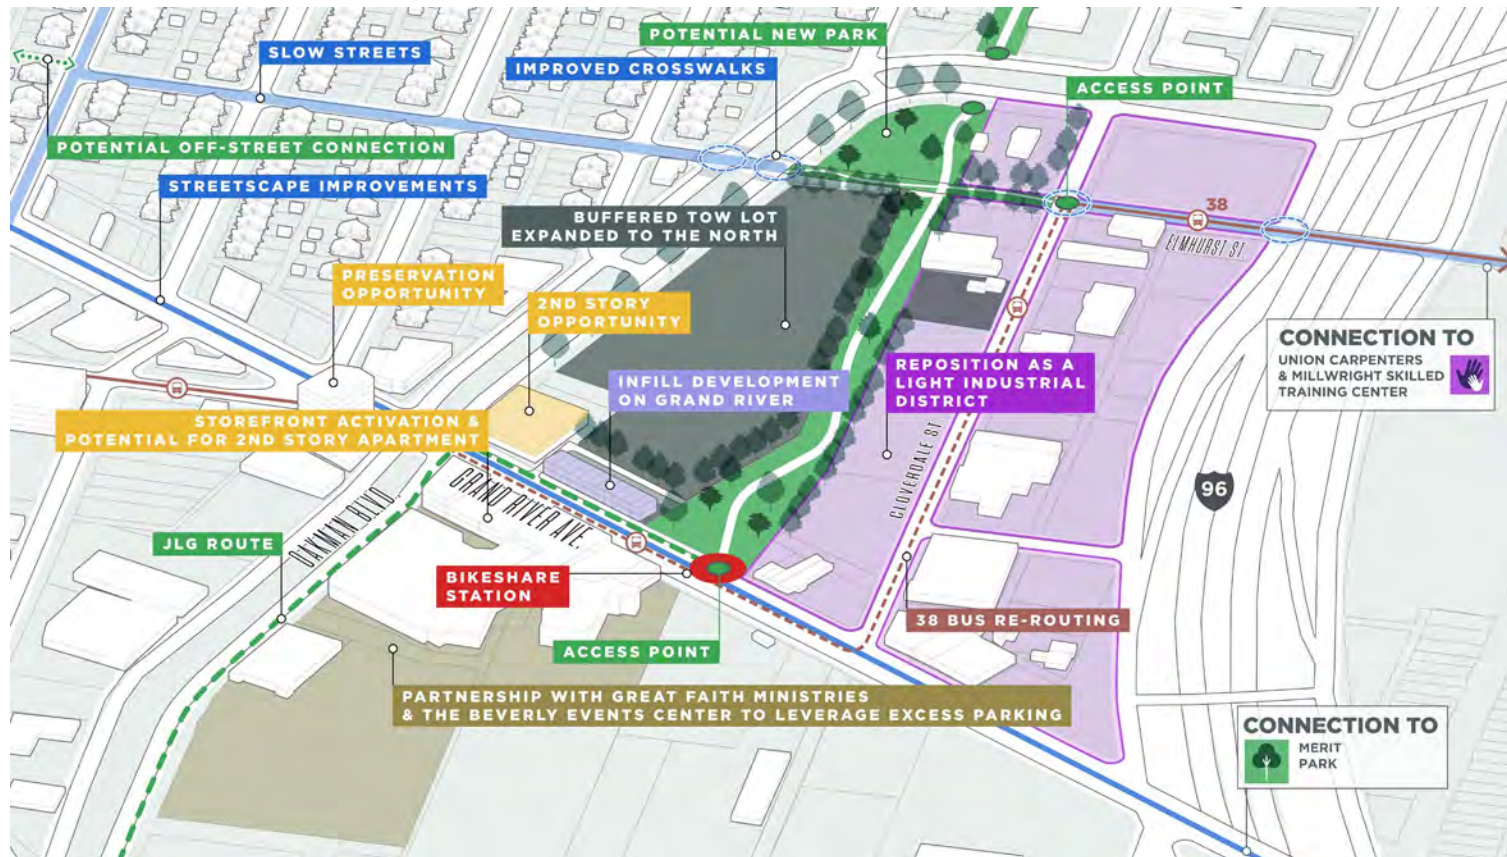 POTENTIAL NEW PARK
SLOW STREETS
IMPROVED CROSSWALKS
ACCESS POINT
POTENTIAL OFF-STREET CONNECTION
STREETSCAPE IMPROVEMENTS
38
BUFFERED TOW LOT
EXPANDED TO THE NORTH
ELMHURST ST.
PRESERVATION
OPPORTUNITY
2ND STORY
OPPORTUNITY
CONNECTION TO
UNION CARPENTERS
& MILLWRIGHT SKILLED
TRAINING CENTER
INFILL DEVELOPMENT
ON GRAND RIVER
REPOSITION AS A
LIGHT INDUSTRIAL
DISTRICT
STOREFRONT ACTIVATION &
POTENTIAL FOR 2ND STORY APARTMENT
CLOVERDALE ST
GRAND RIVER AVE.
OAKMAN BLVD.
96
JLG ROUTE
BIKESHARE
STATION
38 BUS RE-ROUTING
ACCESS POINT
PARTNERSHIP WITH GREAT FAITH MINISTRIES
& THE BEVERLY EVENTS CENTER TO LEVERAGE EXCESS PARKING
CONNECTION TO
MERIT
PARK